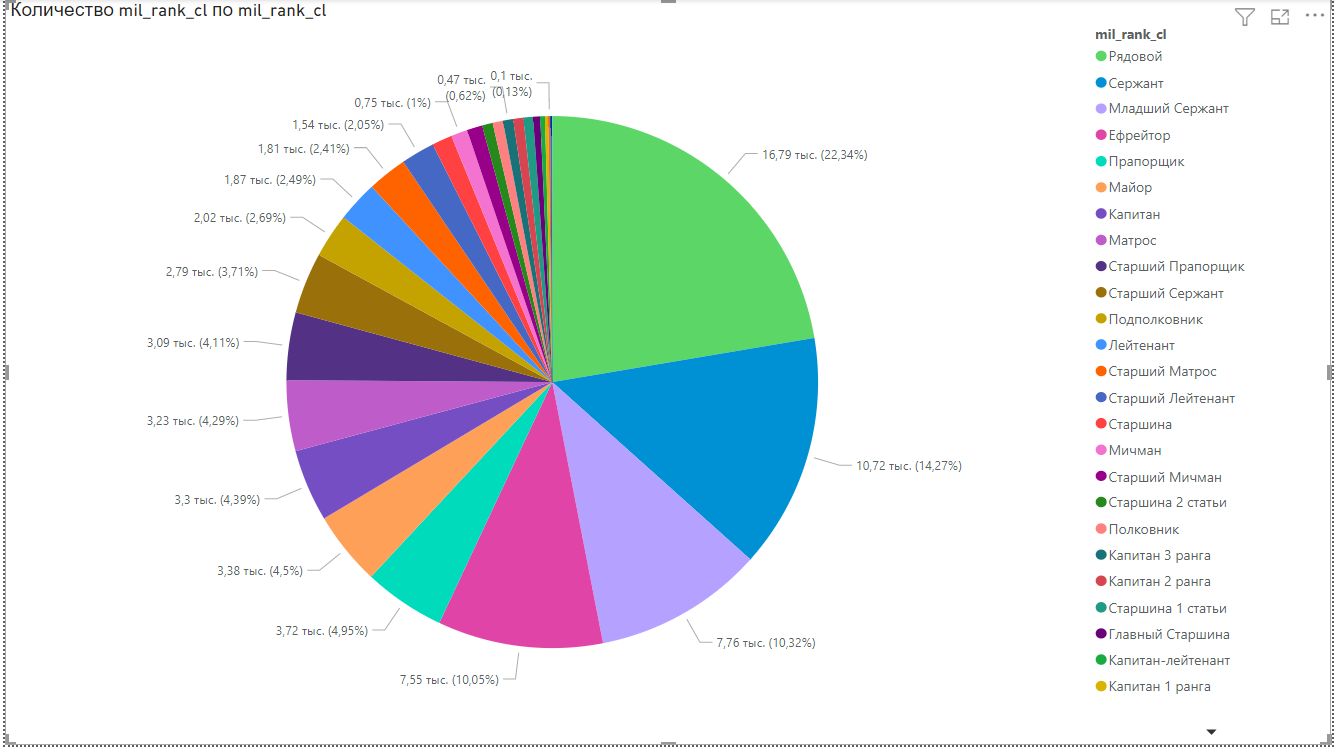 Количество mil_rank_cl по mil_rank_cl
0,47 тыс.
(0,62%)
0,1 тыс.
(0,13%)
0,75 тыс. (1%)
1,54 тыс. (2,05%)
1,81 тыс. (2,41%)
1,87 тыс. (2,49%)
2,02 тыс. (2,69%)
2,79 тыс. (3,71%)
3,09 тыс. (4,11%)
3,23 тыс. (4,29%)
3,3 тыс. (4,39%)
3,38 тыс. (4,5%)
3,72 тыс. (4,95%)
7,55 тыс. (10,05%)
7,76 тыс. (10,32%)
10,72 тыс. (14,27%)
16,79 тыс. (22,34%)
mil_rank_cl
Рядовой
Сержант
Младший Сержант
Ефрейтор
Прапорщик
Майор
Капитан
Матрос
Старший Прапорщик
Старший Сержант
Подполковник
Лейтенант
Старший Матрос
Старший Лейтенант
Старшина
Мичман
Старший Мичман
Старшина 2 статьи
Полковник
Капитан 3 ранга
Капитан 2 ранга
Старшина 1 статьи
Главный Старшина
Капитан-лейтенант
Капитан 1 ранга